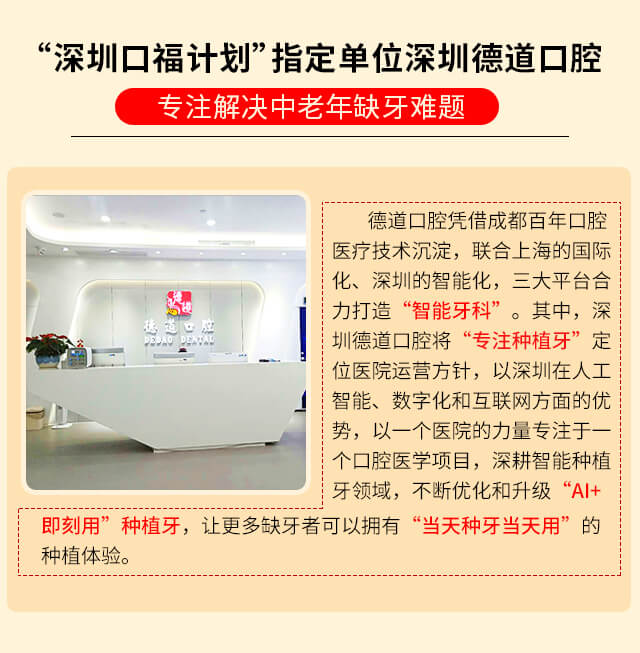 “深圳口福计划”指定单位深圳德道口腔
专注解决中老年缺牙难题
德道
德道口腔
DEDAO DENTAL
德道口腔凭借成都百年口腔
医疗技术沉淀，联合上海的国际
化、深圳的智能化，三大平台合
力打造“智能牙科”。其中，深
圳德道口腔将“专注种植牙”定
位医院运营方针，以深圳在人工
智能、数字化和互联网方面的优
势，以一个医院的力量专注于一
个口腔医学项目，深耕智能种植
牙领域，不断优化和升级“AI+
即刻用”种植牙，让更多缺牙者可以拥有“当天种牙当天用”的
种植体验。